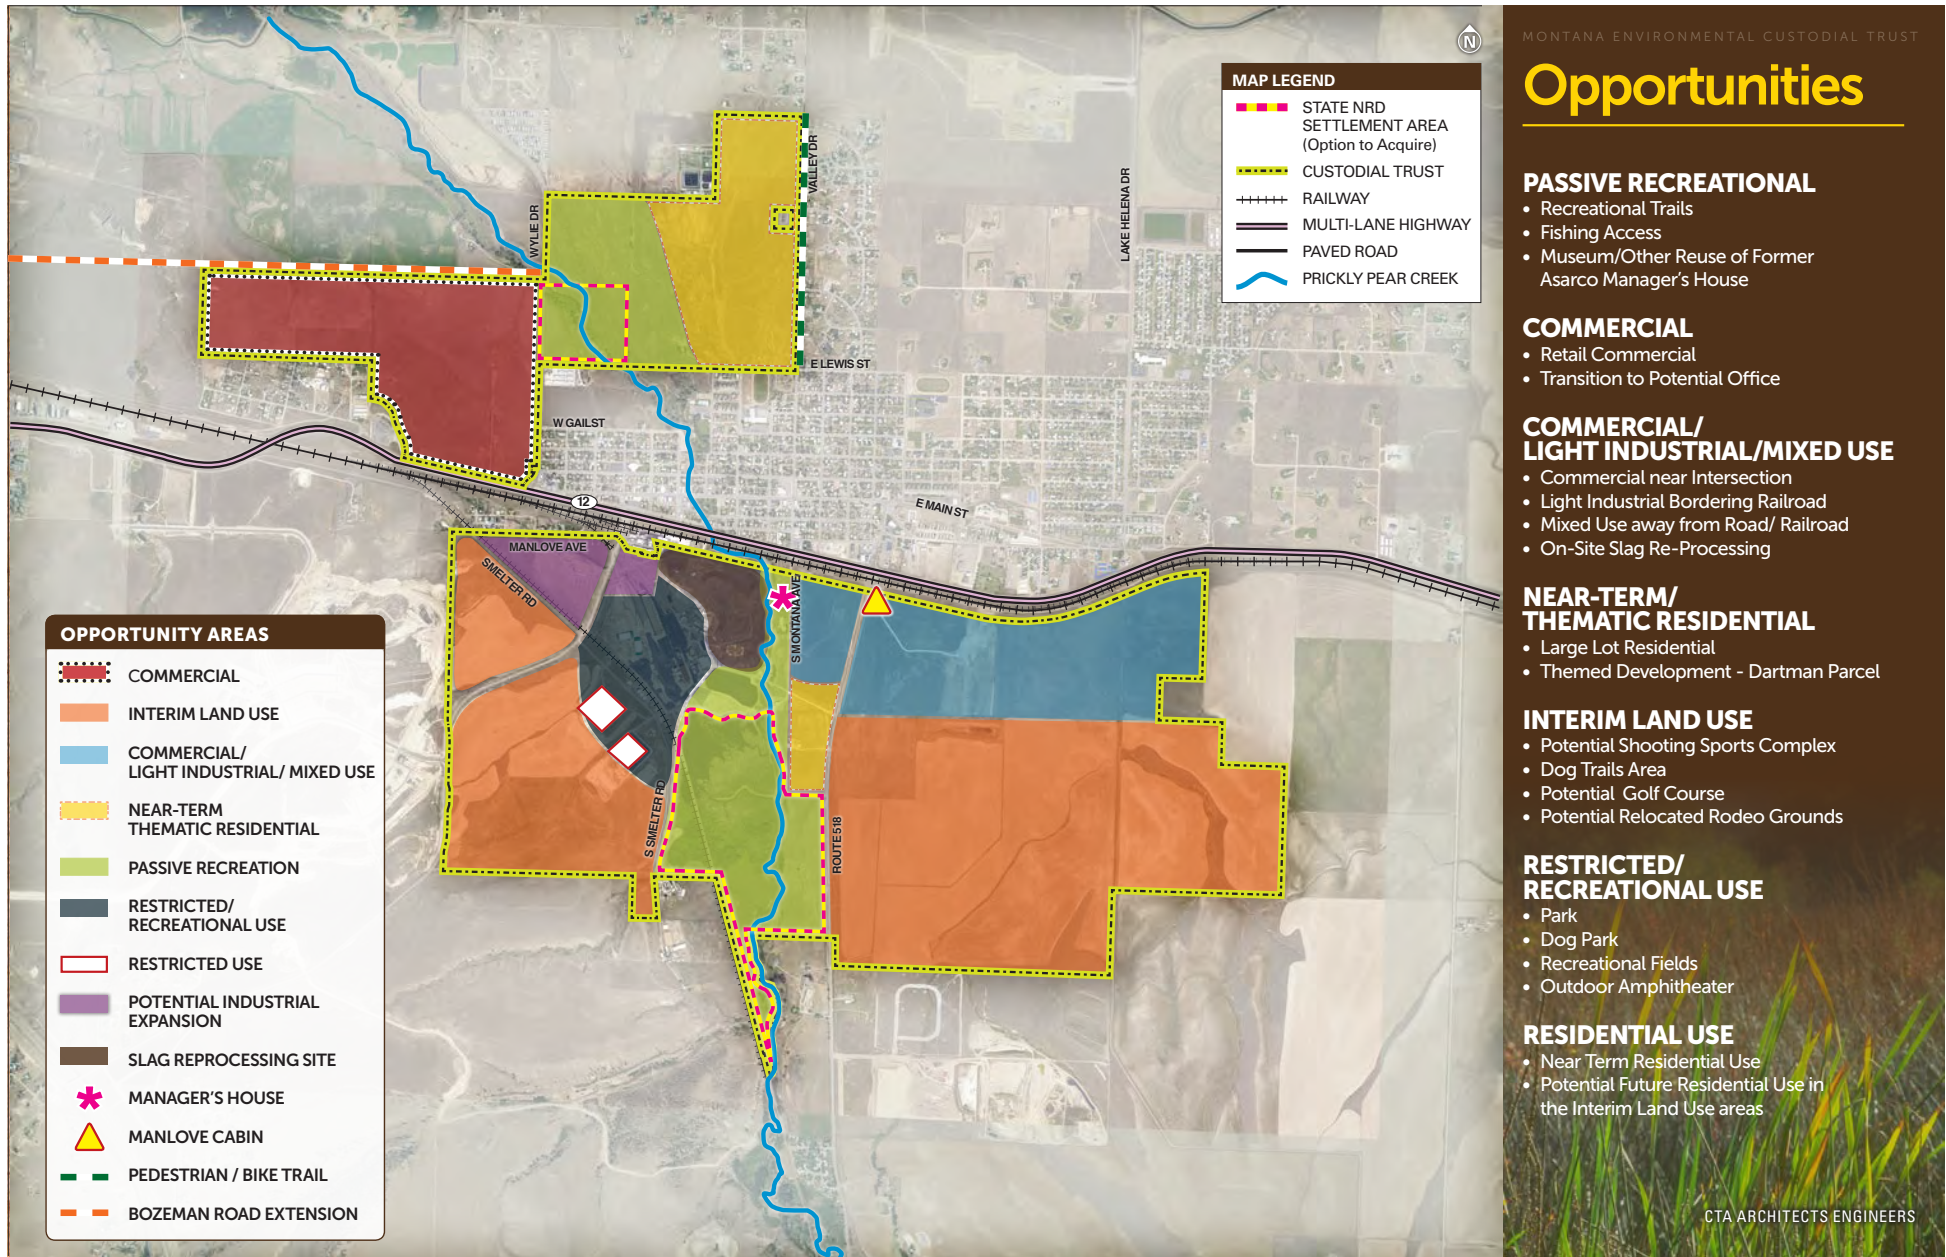 N
MAP LEGEND
STATE NRD
SETTLEMENT AREA
(Option to Acquire)
CUSTODIAL TRUST
RAILWAY
MULTI-LANE HIGHWAY
PAVED ROAD
PRICKLY PEAR CREEK
VALLEY DR
WYLIE DR
LAKE HELENA DR
E LEWIS ST
W GAIL ST
12
E MAIN ST
MANLOVE AVE
SMELTER RD
S MONTANA AVE
S SMELTER RD
ROUTE 518
OPPORTUNITY AREAS
COMMERCIAL
INTERIM LAND USE
COMMERCIAL/
LIGHT INDUSTRIAL/ MIXED USE
NEAR-TERM
THEMATIC RESIDENTIAL
PASSIVE RECREATION
RESTRICTED/
RECREATIONAL USE
RESTRICTED USE
POTENTIAL INDUSTRIAL
EXPANSION
SLAG REPROCESSING SITE
MANAGER'S HOUSE
MANLOVE CABIN
PEDESTRIAN / BIKE TRAIL
BOZEMAN ROAD EXTENSION
MONTANA ENVIRONMENTAL CUSTODIAL TRUST
Opportunities
PASSIVE RECREATIONAL
• Recreational Trails
• Fishing Access
• Museum/Other Reuse of Former
Asarco Manager's House
COMMERCIAL
• Retail Commercial
• Transition to Potential Office
COMMERCIAL/
LIGHT INDUSTRIAL/MIXED USE
• Commercial near Intersection
• Light Industrial Bordering Railroad
• Mixed Use away from Road/ Railroad
• On-Site Slag Re-Processing
NEAR-TERM/
THEMATIC RESIDENTIAL
• Large Lot Residential
• Themed Development - Dartman Parcel
INTERIM LAND USE
• Potential Shooting Sports Complex
• Dog Trails Area
• Potential  Golf Course
• Potential Relocated Rodeo Grounds
RESTRICTED/
RECREATIONAL USE
• Park
• Dog Park
• Recreational Fields
• Outdoor Amphitheater
RESIDENTIAL USE
• Near Term Residential Use
• Potential Future Residential Use in
the Interim Land Use areas
CTA ARCHITECTS ENGINEERS